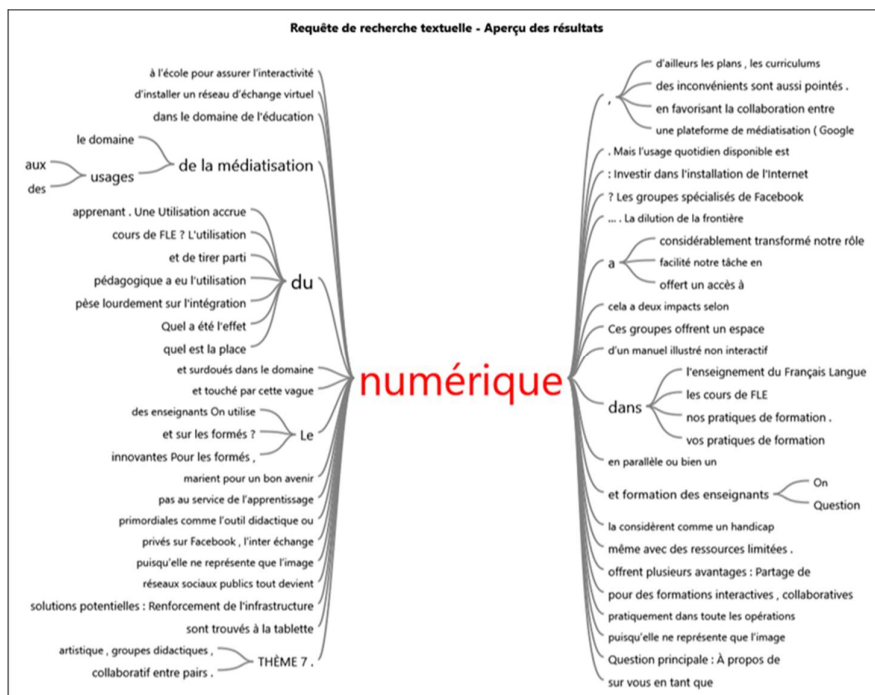 Requête de recherche textuelle - Aperçu des résultats
à l'école pour assurer l'interactivité
d'installer un réseau d'échange virtuel
dans le domaine de l'éducation
le domaine
aux
des
usages
de la médiatisation
apprenant . Une Utilisation accrue
cours de FLE ? L'utilisation
et de tirer parti
pédagogique a eu l'utilisation
pèse lourdement sur l'intégration
Quel a été l'effet
quel est la place
du
et surdoués dans le domaine
et touché par cette vague
des enseignants On utilise
et sur les formés ?
innovantes Pour les formés ,
Le
marient pour un bon avenir
pas au service de l'apprentissage
primordiales comme l'outil didactique ou
privés sur Facebook , l'inter échange
puisqu'elle ne représente que l'image
réseaux sociaux publics tout devient
solutions potentielles : Renforcement de l'infrastructure
sont trouvés à la tablette
artistique , groupes didactiques ,
collaboratif entre pairs .
THÈME 7 .
numérique
,
d'ailleurs les plans , les curriculums
des inconvénients sont aussi pointés .
en favorisant la collaboration entre
une plateforme de médiatisation ( Google
. Mais l'usage quotidien disponible est
: Investir dans l'installation de l'Internet
? Les groupes spécialisés de Facebook
... . La dilution de la frontière
a
considérablement transformé notre rôle
facilité notre tâche en
offert un accès à
cela a deux impacts selon
Ces groupes offrent un espace
d'un manuel illustré non interactif
dans
l'enseignement du Français Langue
les cours de FLE
nos pratiques de formation .
vos pratiques de formation
en parallèle ou bien un
et formation des enseignants
On
Question
la considèrent comme un handicap
même avec des ressources limitées .
offrent plusieurs avantages : Partage de
pour des formations interactives , collaboratives
pratiquement dans toute les opérations
puisqu'elle ne représente que l'image
Question principale : À propos de
sur vous en tant que